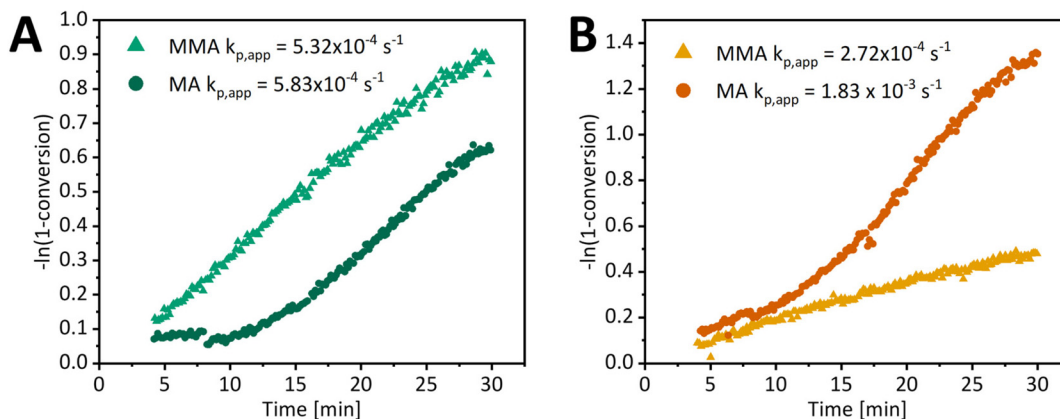 A
MMA kp,app = 5.32x10⁻⁴ s⁻¹
MA kp,app = 5.83x10⁻⁴ s⁻¹
-ln(1-conversion)
1.0
0.9
0.8
0.7
0.6
0.5
0.4
0.3
0.2
0.1
0.0
0 5 10 15 20 25 30
Time [min]
B
MMA kp,app = 2.72x10⁻⁴ s⁻¹
MA kp,app = 1.83 x 10⁻³ s⁻¹
-ln(1-conversion)
1.4
1.2
1.0
0.8
0.6
0.4
0.2
0.0
0 5 10 15 20 25 30
Time [min]